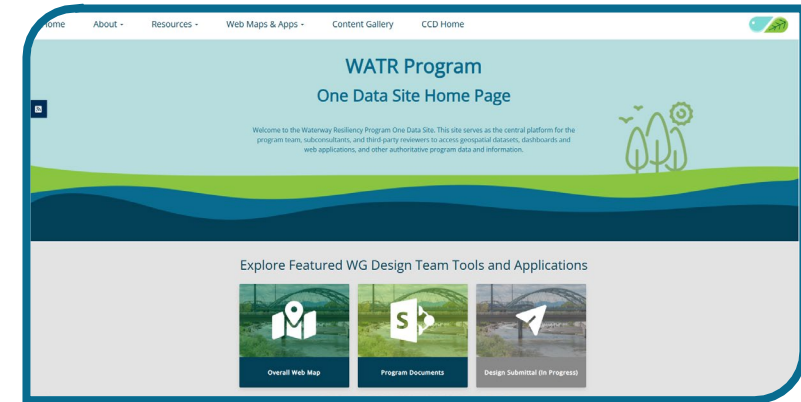 Home About - Resources - Web Maps & Apps - Content Gallery CCD Home
WATR Program
One Data Site Home Page
Welcome to the Waterway Resiliency Program One Data Site. This site serves as the central platform for the
program team, subconsultants, and third-party reviewers to access geospatial datasets, dashboards and
web applications, and other authoritative program data and information.
Explore Featured WG Design Team Tools and Applications
S
Overall Web Map Program Documents Design Submittal (In Progress)